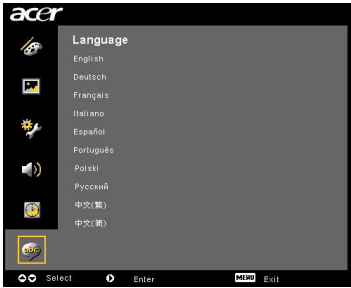 acer
Language
English
Deutsch
Français
Italiano
Español
Português
Polski
Русский
中文(繁)
中文(简)
abc
Select Enter MENU Exit